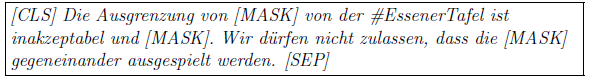 [CLS] Die Ausgrenzung von [MASK] von der #EssenerTafel ist
inakzeptabel und [MASK]. Wir dürfen nicht zulassen, dass die [MASK]
gegeneinander ausgespielt werden. [SEP]